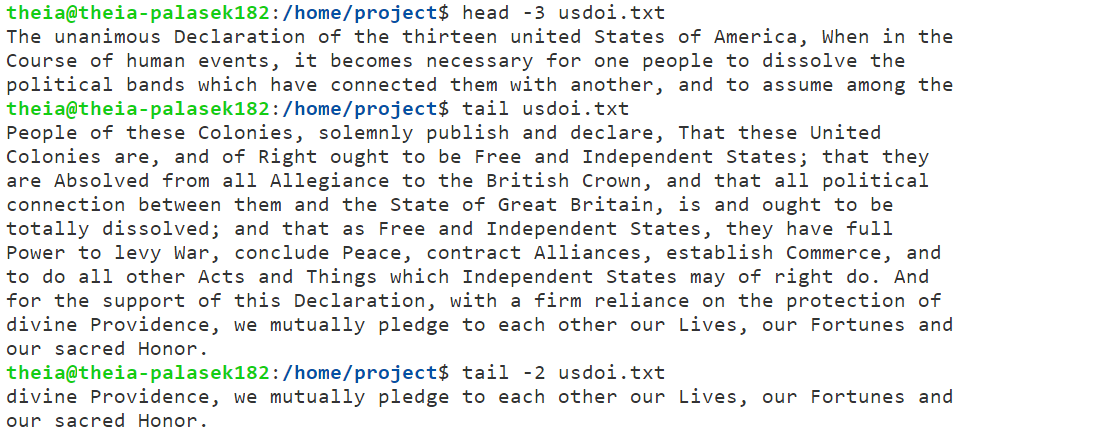 theia@theia-palasek182:/home/project$ head -3 usdoi.txt
The unanimous Declaration of the thirteen united States of America, When in the
Course of human events, it becomes necessary for one people to dissolve the
political bands which have connected them with another, and to assume among the
theia@theia-palasek182:/home/project$ tail usdoi.txt
People of these Colonies, solemnly publish and declare, That these United
Colonies are, and of Right ought to be Free and Independent States; that they
are Absolved from all Allegiance to the British Crown, and that all political
connection between them and the State of Great Britain, is and ought to be
totally dissolved; and that as Free and Independent States, they have full
Power to levy War, conclude Peace, contract Alliances, establish Commerce, and
to do all other Acts and Things which Independent States may of right do. And
for the support of this Declaration, with a firm reliance on the protection of
divine Providence, we mutually pledge to each other our Lives, our Fortunes and
our sacred Honor.
theia@theia-palasek182:/home/project$ tail -2 usdoi.txt
divine Providence, we mutually pledge to each other our Lives, our Fortunes and
our sacred Honor.